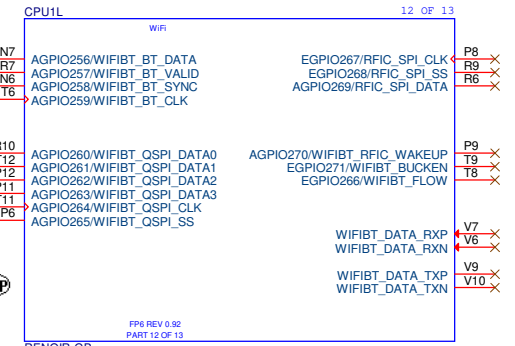 CPU1L
12 OF 13
WiFi
N7 AGPIO256/WIFIBT_BT_DATA
R7 AGPIO257/WIFIBT_BT_VALID
N6 AGPIO258/WIFIBT_BT_SYNC
T6 AGPIO259/WIFIBT_BT_CLK
EGPIO267/RFIC_SPI_CLK P8
EGPIO268/RFIC_SPI_SS R9
AGPIO269/RFIC_SPI_DATA R6
R10 AGPIO260/WIFIBT_QSPI_DATA0
T12 AGPIO261/WIFIBT_QSPI_DATA1
P12 AGPIO262/WIFIBT_QSPI_DATA2
P11 AGPIO263/WIFIBT_QSPI_DATA3
T11 AGPIO264/WIFIBT_QSPI_CLK
P6 AGPIO265/WIFIBT_QSPI_SS
AGPIO270/WIFIBT_RFIC_WAKEUP P9
EGPIO271/WIFIBT_BUCKEN T9
EGPIO266/WIFIBT_FLOW T8
WIFIBT_DATA_RXP V7
WIFIBT_DATA_RXN V6
WIFIBT_DATA_TXP V9
WIFIBT_DATA_TXN V10
P
FP6 REV 0.92
PART 12 OF 13